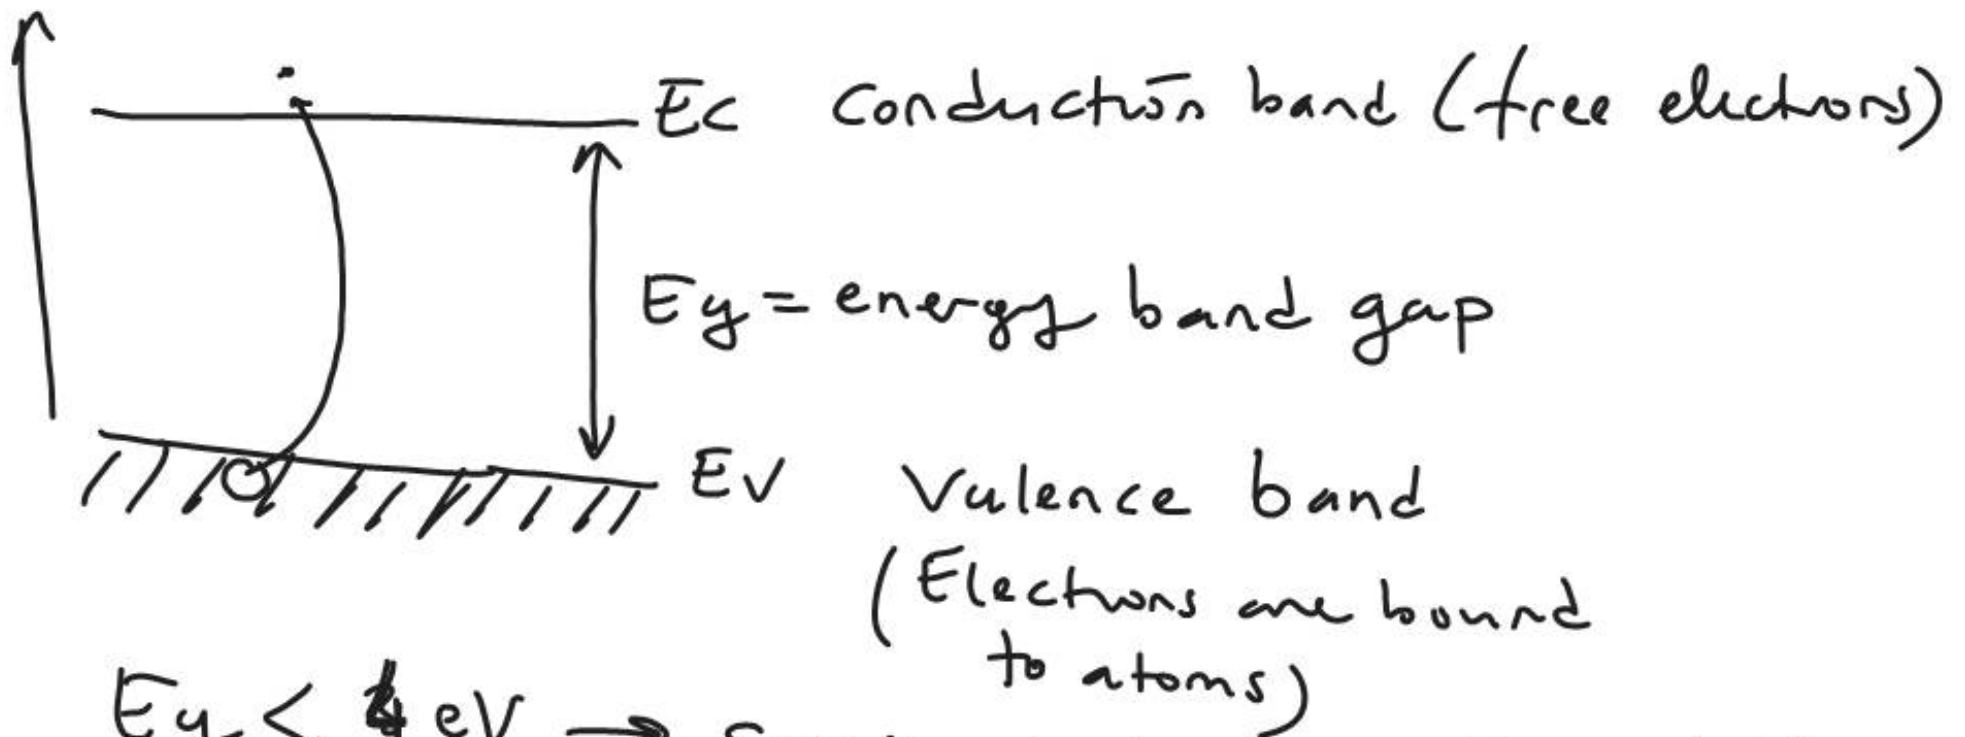 Ec Conduction band (free electrons)
Eg = energy band gap
Ev Valence band
(Electrons are bound
to atoms)
Eg < 4 eV →